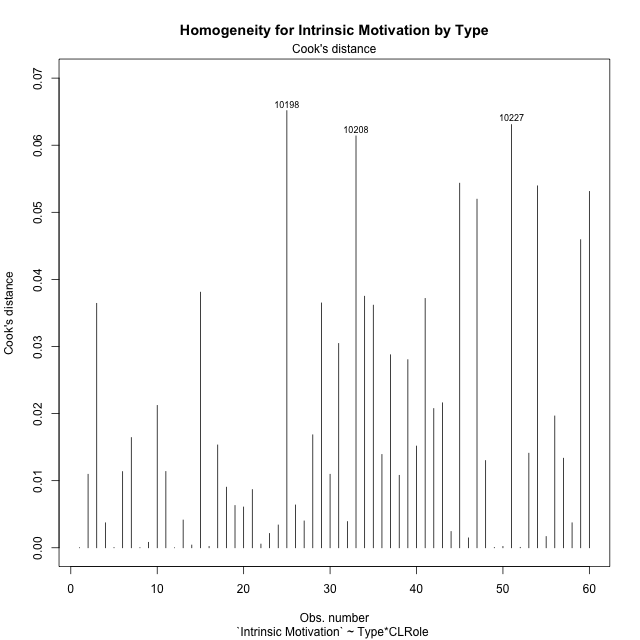 Homogeneity for Intrinsic Motivation by Type
Cook's distance
0.07
0.06
0.05
0.04
0.03
0.02
0.01
0.00
Cook's distance
10198
10208
10227
0 10 20 30 40 50 60
Obs. number
`Intrinsic Motivation` ~ Type*CLRole